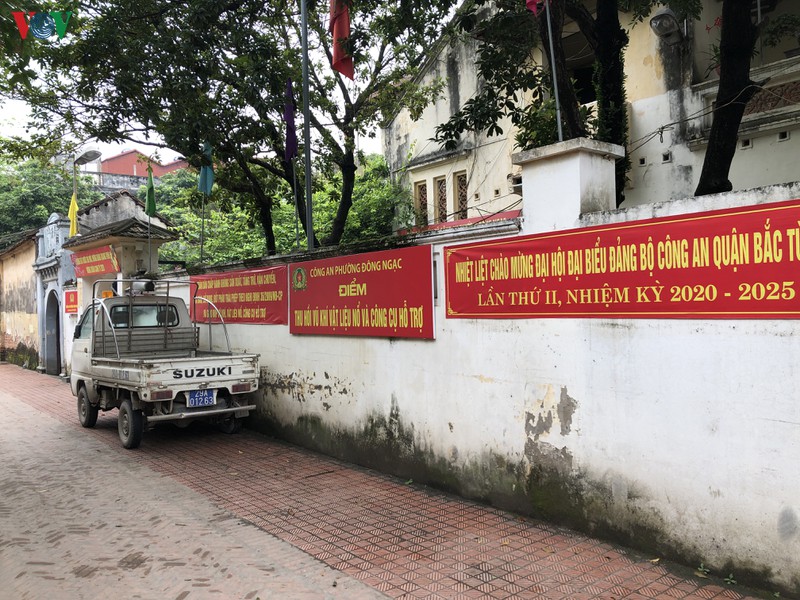 VOV
NHIỆT LIỆT CHÀO MỪNG ĐẠI HỘI ĐẠI BIỂU ĐẢNG BỘ CÔNG AN QUẬN BẮC TỪ
LẦN THỨ II, NHIỆM KỲ 2020 - 2025
CÔNG AN PHƯỜNG ĐÔNG NGẠC
ĐIỂM
THU HỒI VŨ KHÍ VẬT LIỆU NỔ VÀ CÔNG CỤ HỖ TRỢ
SUZUKI
29A
012.63